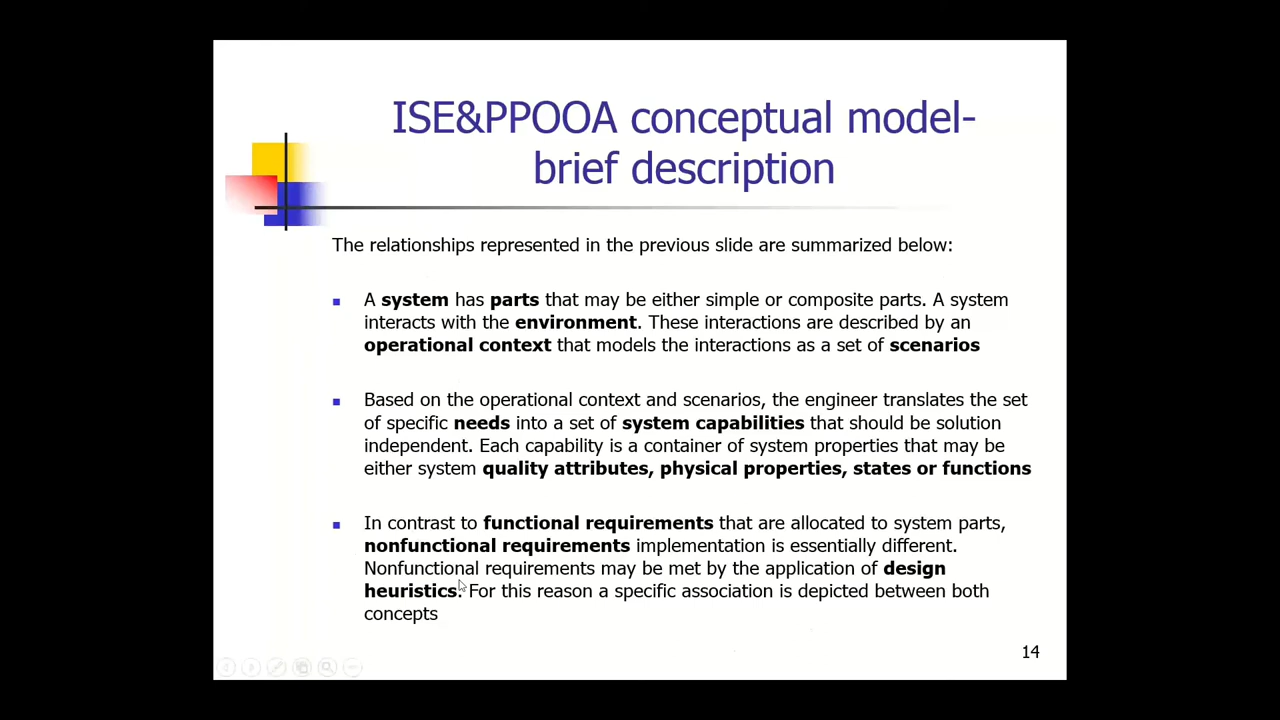 ISE&PPOOA conceptual model-
brief description
The relationships represented in the previous slide are summarized below:
A system has parts that may be either simple or composite parts. A system
interacts with the environment. These interactions are described by an
operational context that models the interactions as a set of scenarios
Based on the operational context and scenarios, the engineer translates the set
of specific needs into a set of system capabilities that should be solution
independent. Each capability is a container of system properties that may be
either system quality attributes, physical properties, states or functions
In contrast to functional requirements that are allocated to system parts,
nonfunctional requirements implementation is essentially different.
Nonfunctional requirements may be met by the application of design
heuristics. For this reason a specific association is depicted between both
concepts
14